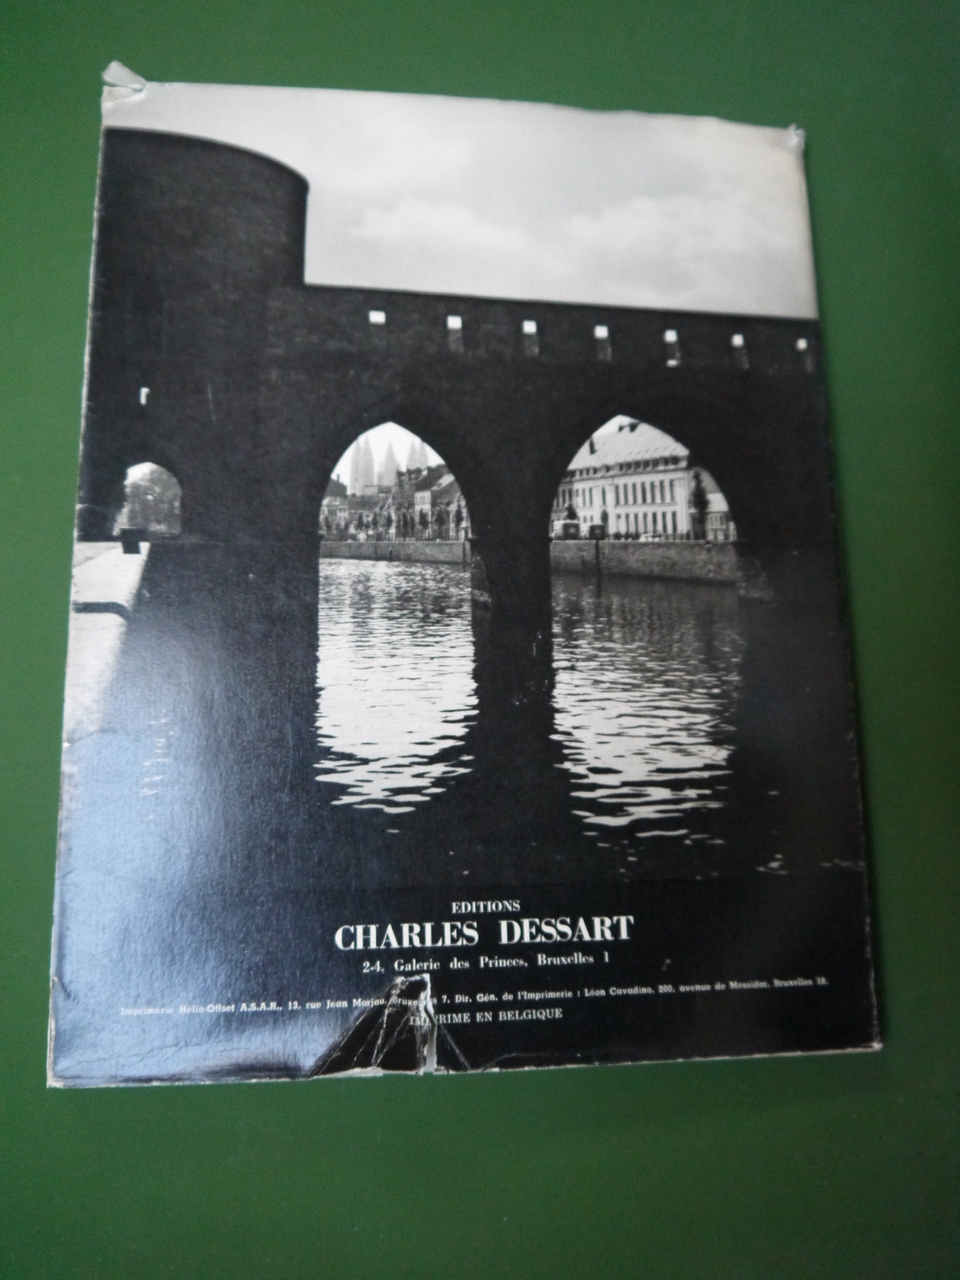 EDITIONS
CHARLES DESSART
2-4, Galerie des Princes, Bruxelles 1
Imprimerie Hélio-Offset A.S.A.R., 13, rue Jean Morjau, Bruxelles 7. Dir. Gén. de l'Imprimerie : Léon Cavadino, 200, avenue de Messidor, Bruxelles 18.
IMPRIME EN BELGIQUE